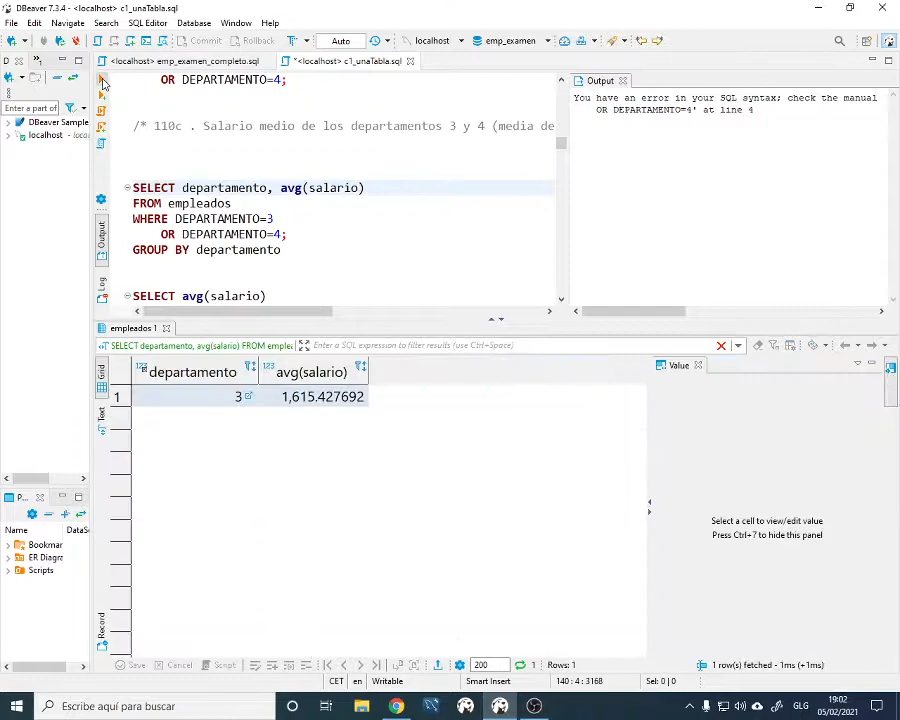 DBeaver 7.3.4 - <localhost> c1_unaTabla.sql
File Edit Navigate Search SQL Editor Database Window Help
Commit Rollback Auto localhost emp_examen
D <localhost> emp_examen_completo.sql *<localhost> c1_unaTabla.sql
Enter a part of
DBeaver Sample
localhost
OR DEPARTAMENTO=4;
/* 110c . Salario medio de los departamentos 3 y 4 (media de
SELECT departamento, avg(salario)
FROM empleados
WHERE DEPARTAMENTO=3
OR DEPARTAMENTO=4;
GROUP BY departamento
SELECT avg(salario)
Output
Log
Output
You have an error in your SQL syntax; check the manual
OR DEPARTAMENTO=4' at line 4
empleados 1
SELECT departamento, avg(salario) FROM emplea
Enter a SQL expression to filter results (use Ctrl+Space)
Grid
Text
Record
123 departamento 123 avg(salario)
1 3 1,615.427692
Value
Select a cell to view/edit value
Press Ctrl+7 to hide this panel
P...
Name DataS
Bookmar
ER Diagra
Scripts
Save Cancel Script 200 1 Rows: 1 1 row(s) fetched - 1ms (+1ms)
CET en Writable Smart Insert 140 : 4 : 3168 Sel: 0 | 0
Escribe aquí para buscar
GLG
19:02
05/02/2021